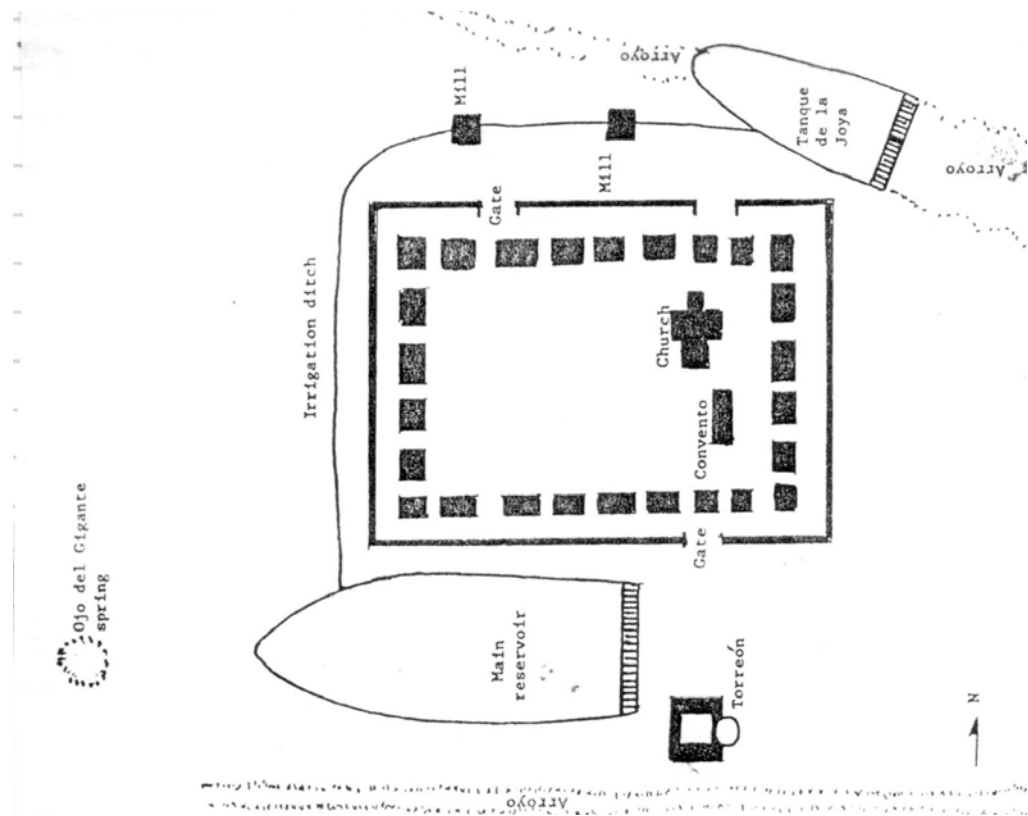 Arroyo
Mill
Tanque
de la
Joya
Arroyo
Mill
Gate
Irrigation ditch
Church
Convento
Gate
Ojo del Gigante
spring
Main
reservoir
Torreón
N
Arroyo